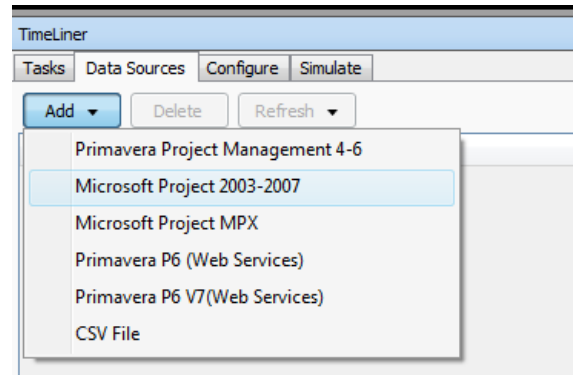 TimeLiner
Tasks Data Sources Configure Simulate
Add Delete Refresh
Primavera Project Management 4-6
Microsoft Project 2003-2007
Microsoft Project MPX
Primavera P6 (Web Services)
Primavera P6 V7(Web Services)
CSV File